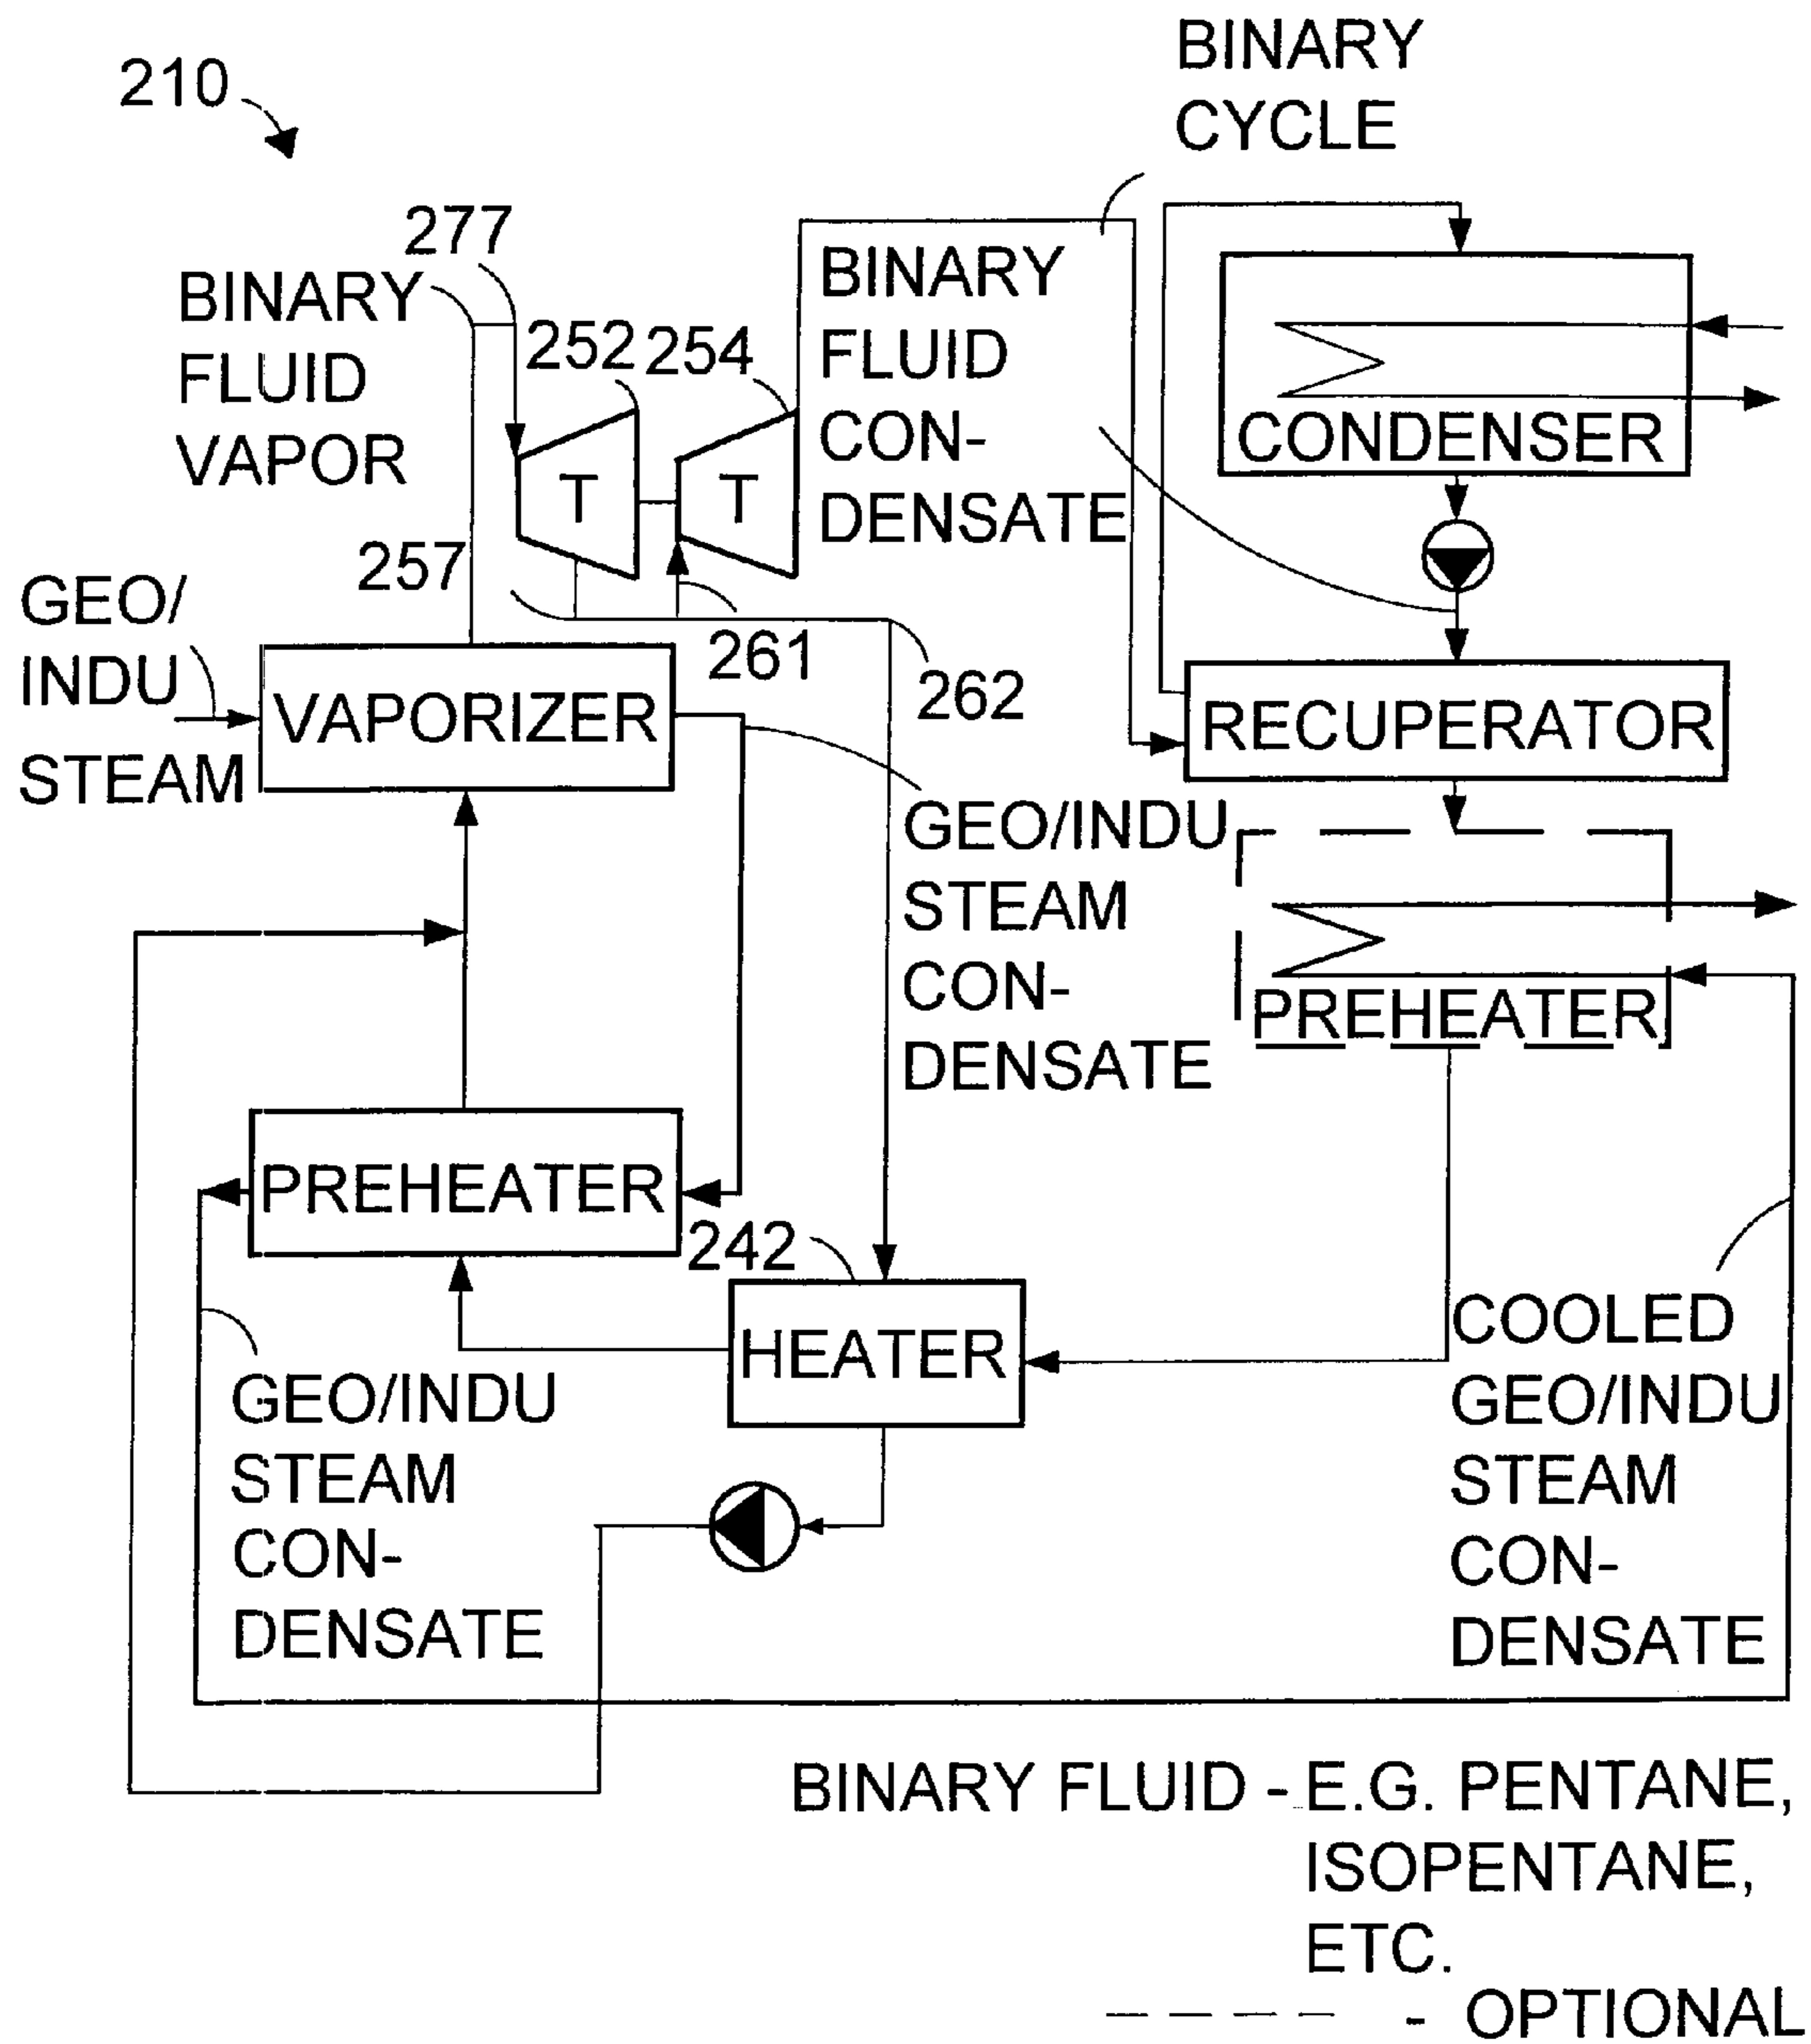 210
BINARY
CYCLE
277
BINARY
FLUID
VAPOR
252
254
BINARY
FLUID
CON-
DENSATE
CONDENSER
T
T
257
GEO/
INDU
STEAM
261
262
VAPORIZER
RECUPERATOR
GEO/INDU
STEAM
CON-
DENSATE
PREHEATER
PREHEATER
242
HEATER
COOLED
GEO/INDU
STEAM
CON-
DENSATE
GEO/INDU
STEAM
CON-
DENSATE
BINARY FLUID - E.G. PENTANE,
ISOPENTANE,
ETC.
- OPTIONAL